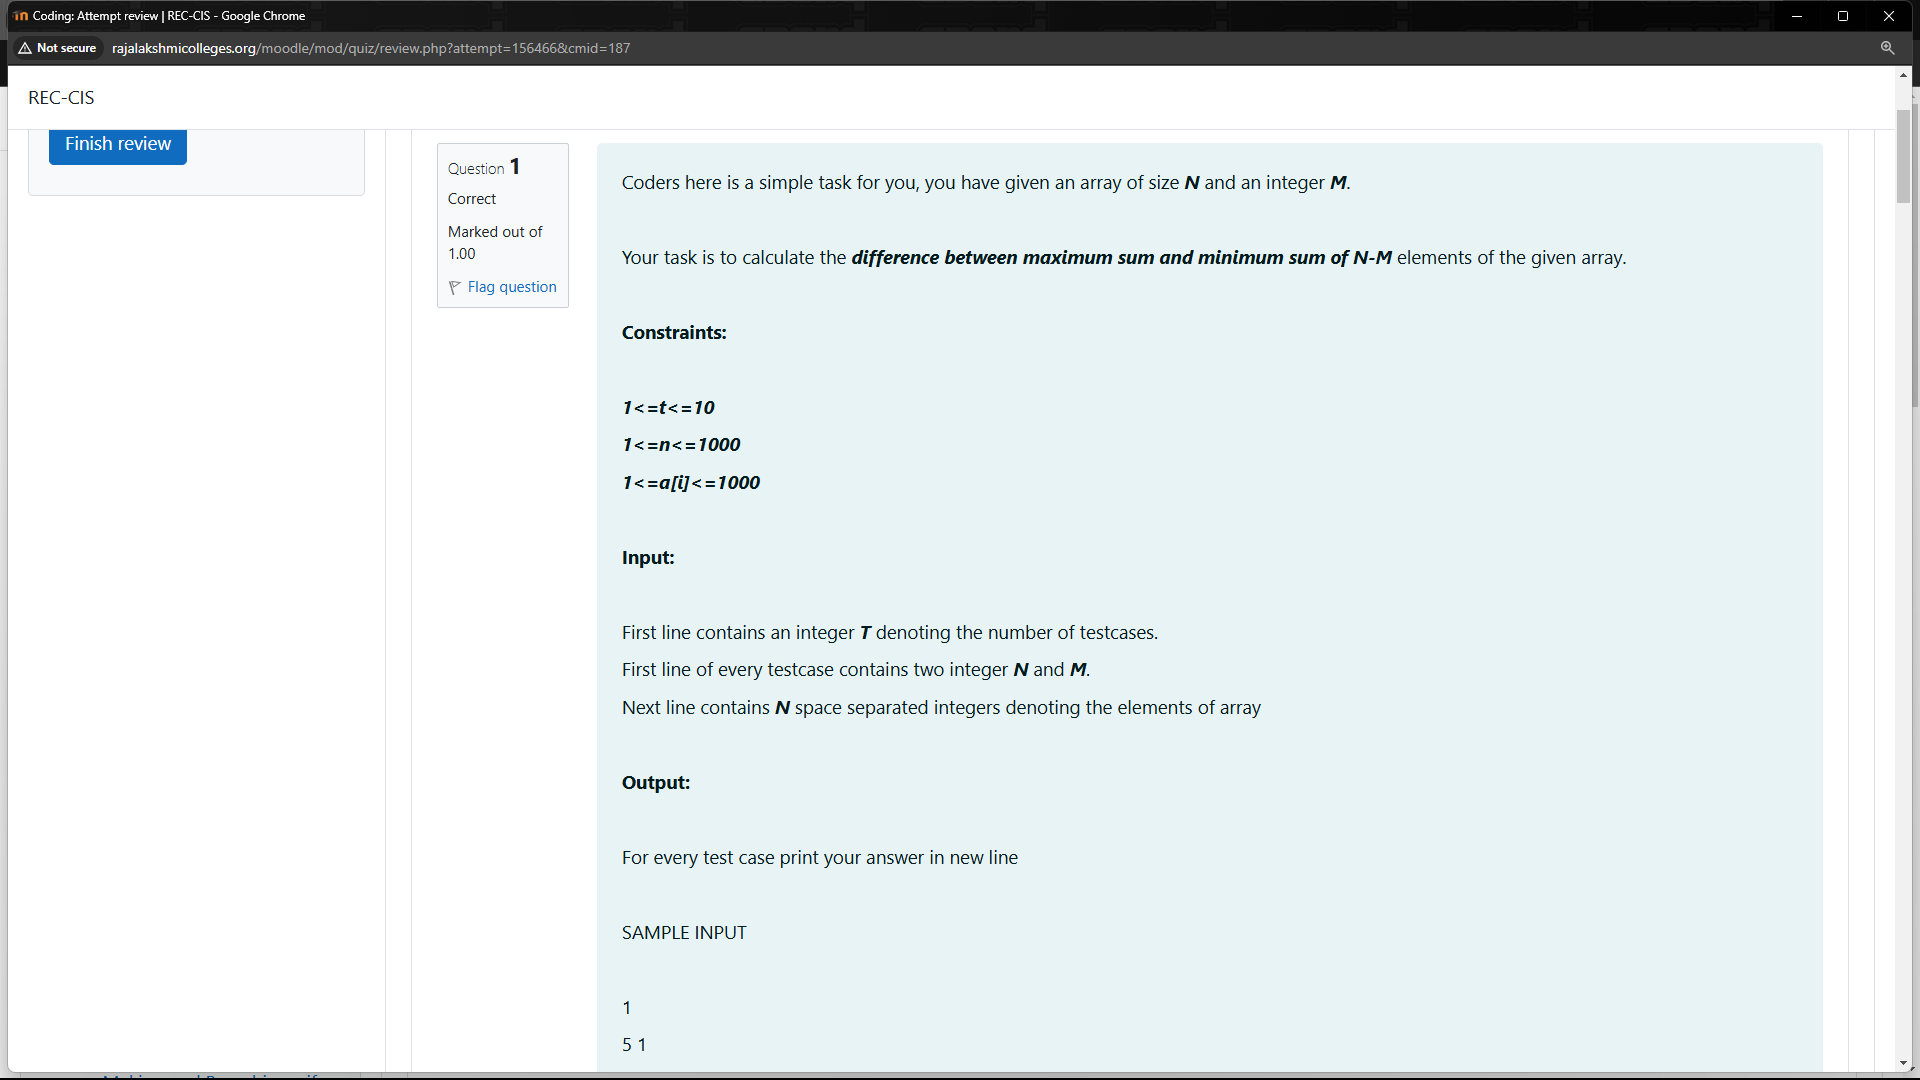 Coding: Attempt review | REC-CIS - Google Chrome
Not secure rajalakshmicolleges.org/moodle/mod/quiz/review.php?attempt=156466&cmid=187
REC-CIS
Finish review
Question 1
Correct
Marked out of
1.00
Flag question
Coders here is a simple task for you, you have given an array of size N and an integer M.
Your task is to calculate the difference between maximum sum and minimum sum of N-M elements of the given array.
Constraints:
1<=t<=10
1<=n<=1000
1<=a[i]<=1000
Input:
First line contains an integer T denoting the number of testcases.
First line of every testcase contains two integer N and M.
Next line contains N space separated integers denoting the elements of array
Output:
For every test case print your answer in new line
SAMPLE INPUT
1
5 1